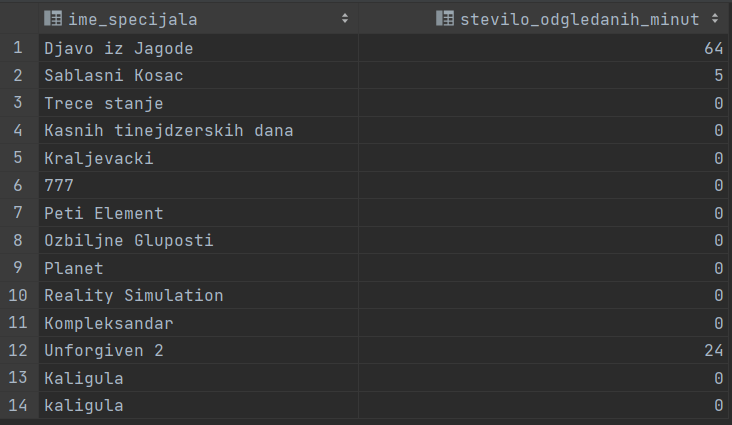 ime_specijala stevilo_odgledanih_minut
1 Djavo iz Jagode 64
2 Sablasni Kosac 5
3 Trece stanje 0
4 Kasnih tinejdzerskih dana 0
5 Kraljevacki 0
6 777 0
7 Peti Element 0
8 Ozbiljne Gluposti 0
9 Planet 0
10 Reality Simulation 0
11 Kompleksandar 0
12 Unforgiven 2 24
13 Kaligula 0
14 kaligula 0